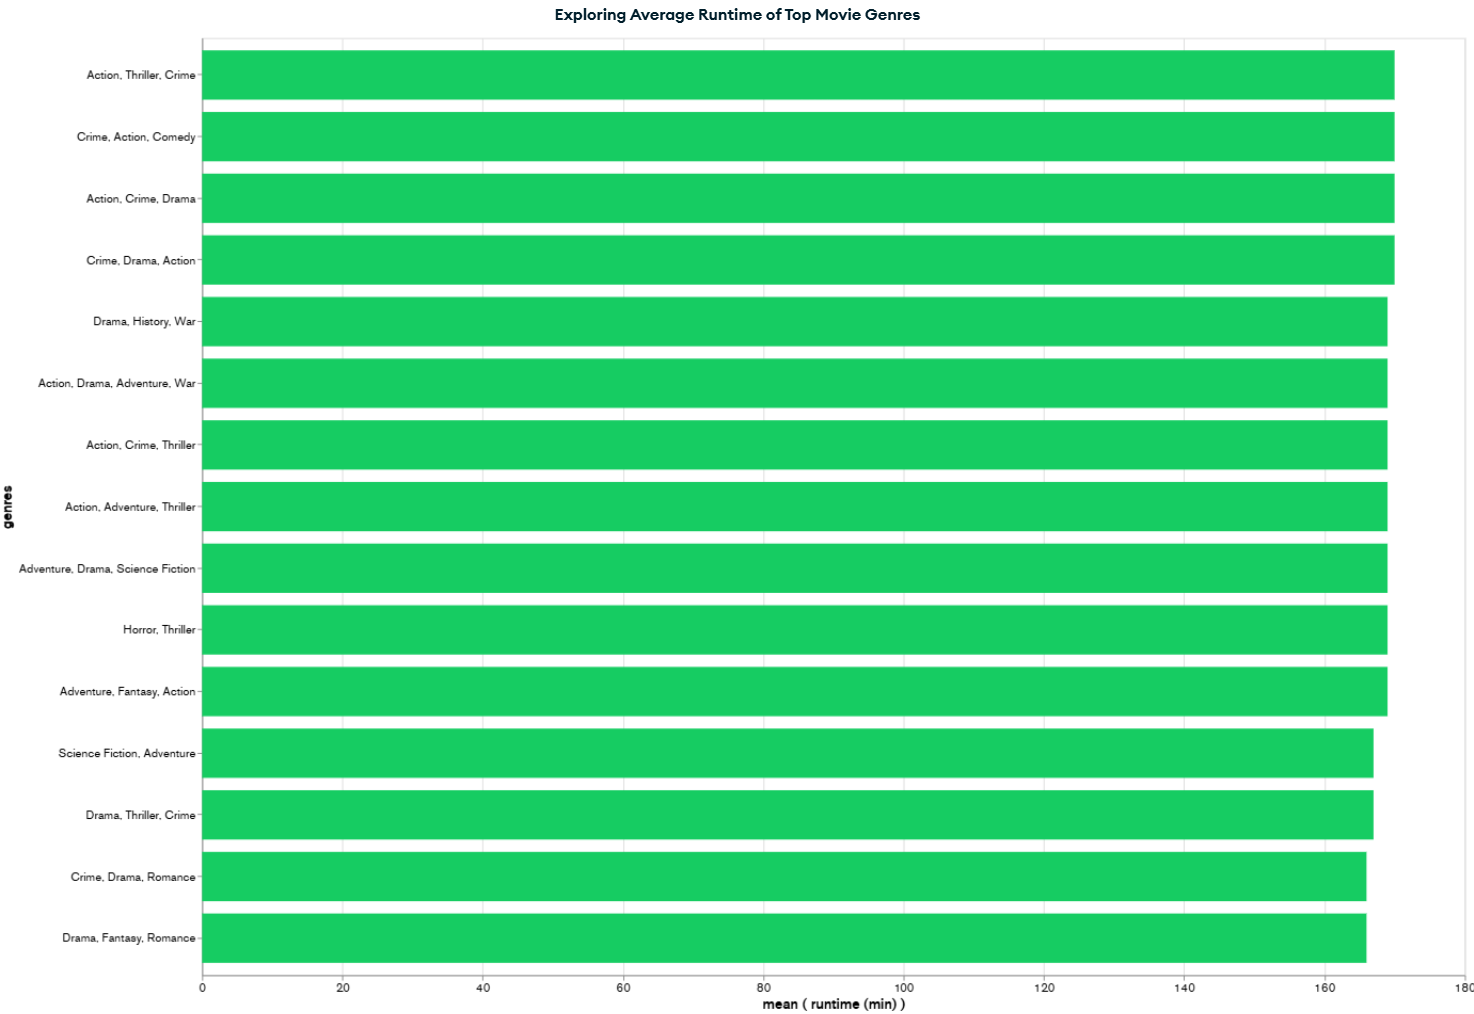 Exploring Average Runtime of Top Movie Genres
Action, Thriller, Crime
Crime, Action, Comedy
Action, Crime, Drama
Crime, Drama, Action
Drama, History, War
Action, Drama, Adventure, War
Action, Crime, Thriller
Action, Adventure, Thriller
Adventure, Drama, Science Fiction
Horror, Thriller
Adventure, Fantasy, Action
Science Fiction, Adventure
Drama, Thriller, Crime
Crime, Drama, Romance
Drama, Fantasy, Romance
genres
0 20 40 60 80 100 120 140 160 180
mean ( runtime (min) )